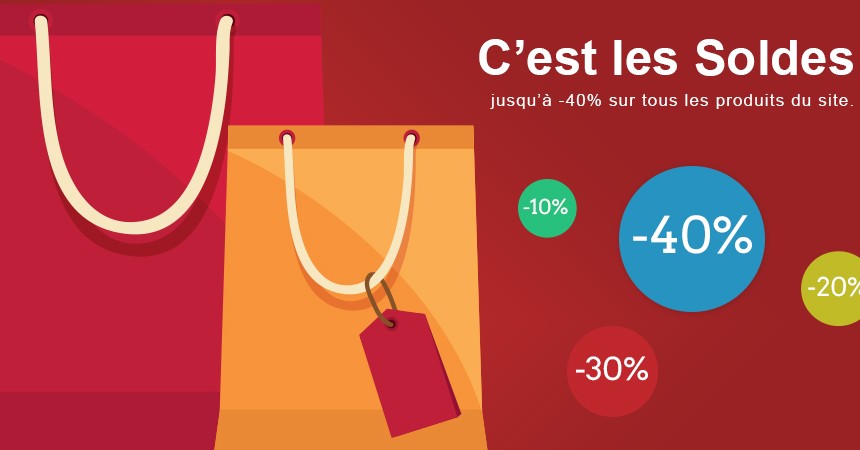 C'est les Soldes
jusqu'à -40% sur tous les produits du site.
-10%
-40%
-20%
-30%